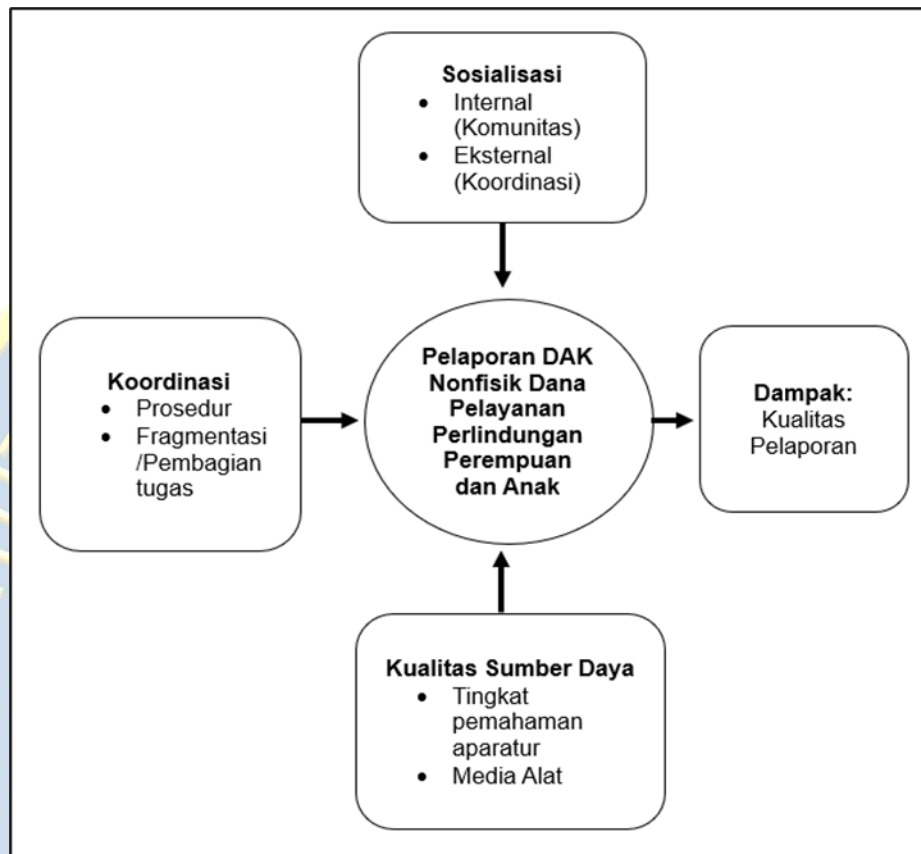 Sosialisasi
• Internal
(Komunitas)
• Eksternal
(Koordinasi)
Koordinasi
• Prosedur
• Fragmentasi
/Pembagian
tugas
Pelaporan DAK
Nonfisik Dana
Pelayanan
Perlindungan
Perempuan
dan Anak
Dampak:
Kualitas
Pelaporan
Kualitas Sumber Daya
• Tingkat
pemahaman
aparatur
• Media Alat